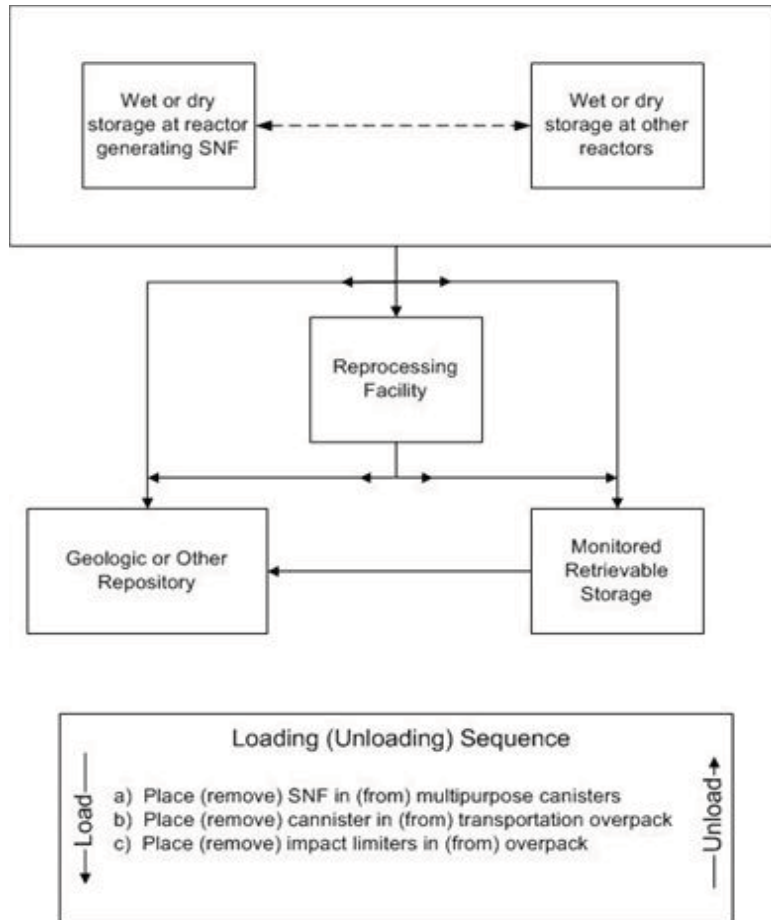 Wet or dry
storage at reactor
generating SNF
Wet or dry
storage at other
reactors
Reprocessing
Facility
Geologic or Other
Repository
Monitored
Retrievable
Storage
Loading (Unloading) Sequence
Load
a) Place (remove) SNF in (from) multipurpose canisters
b) Place (remove) cannister in (from) transportation overpack
c) Place (remove) impact limiters in (from) overpack
Unload